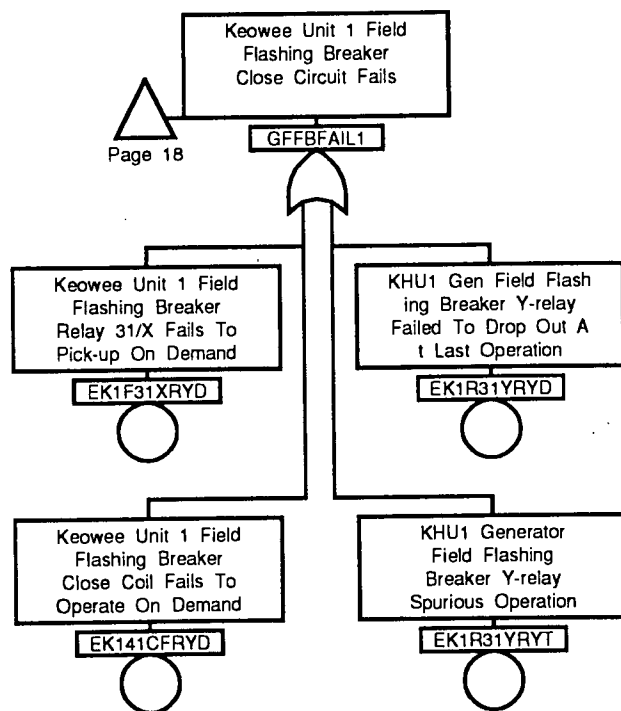 Keowee Unit 1 Field
Flashing Breaker
Close Circuit Fails
Page 18
GFFBFAIL1
Keowee Unit 1 Field
Flashing Breaker
Relay 31/X Fails To
Pick-up On Demand
EK1F31XRYD
KHU1 Gen Field Flash
ing Breaker Y-relay
Failed To Drop Out A
t Last Operation
EK1R31YRYD
Keowee Unit 1 Field
Flashing Breaker
Close Coil Fails To
Operate On Demand
EK141CFRYD
KHU1 Generator
Field Flashing
Breaker Y-relay
Spurious Operation
EK1R31YRYT